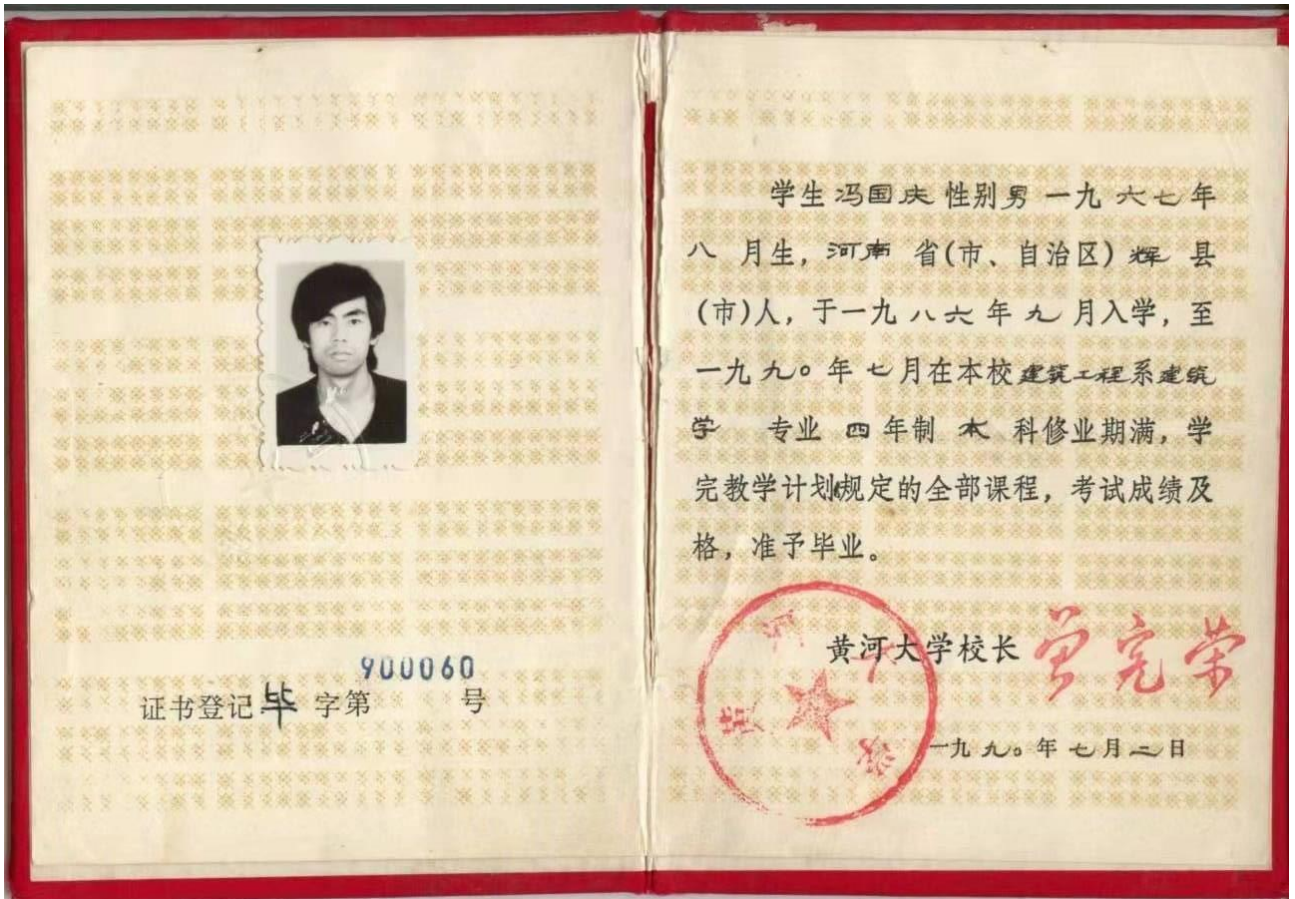 900060
证书登记毕字第 号
学生冯国庆性别男一九六七年
八 月生，河南 省(市、自治区)辉 县
(市)人，于一九八六年九月入学，至
一九九〇年七月在本校建筑工程系建筑
学 专业 四年制 本 科修业期满，学
完教学计划规定的全部课程，考试成绩及
格，准予毕业。
黄河大学校长
黄河大学
一九九〇年七月二日